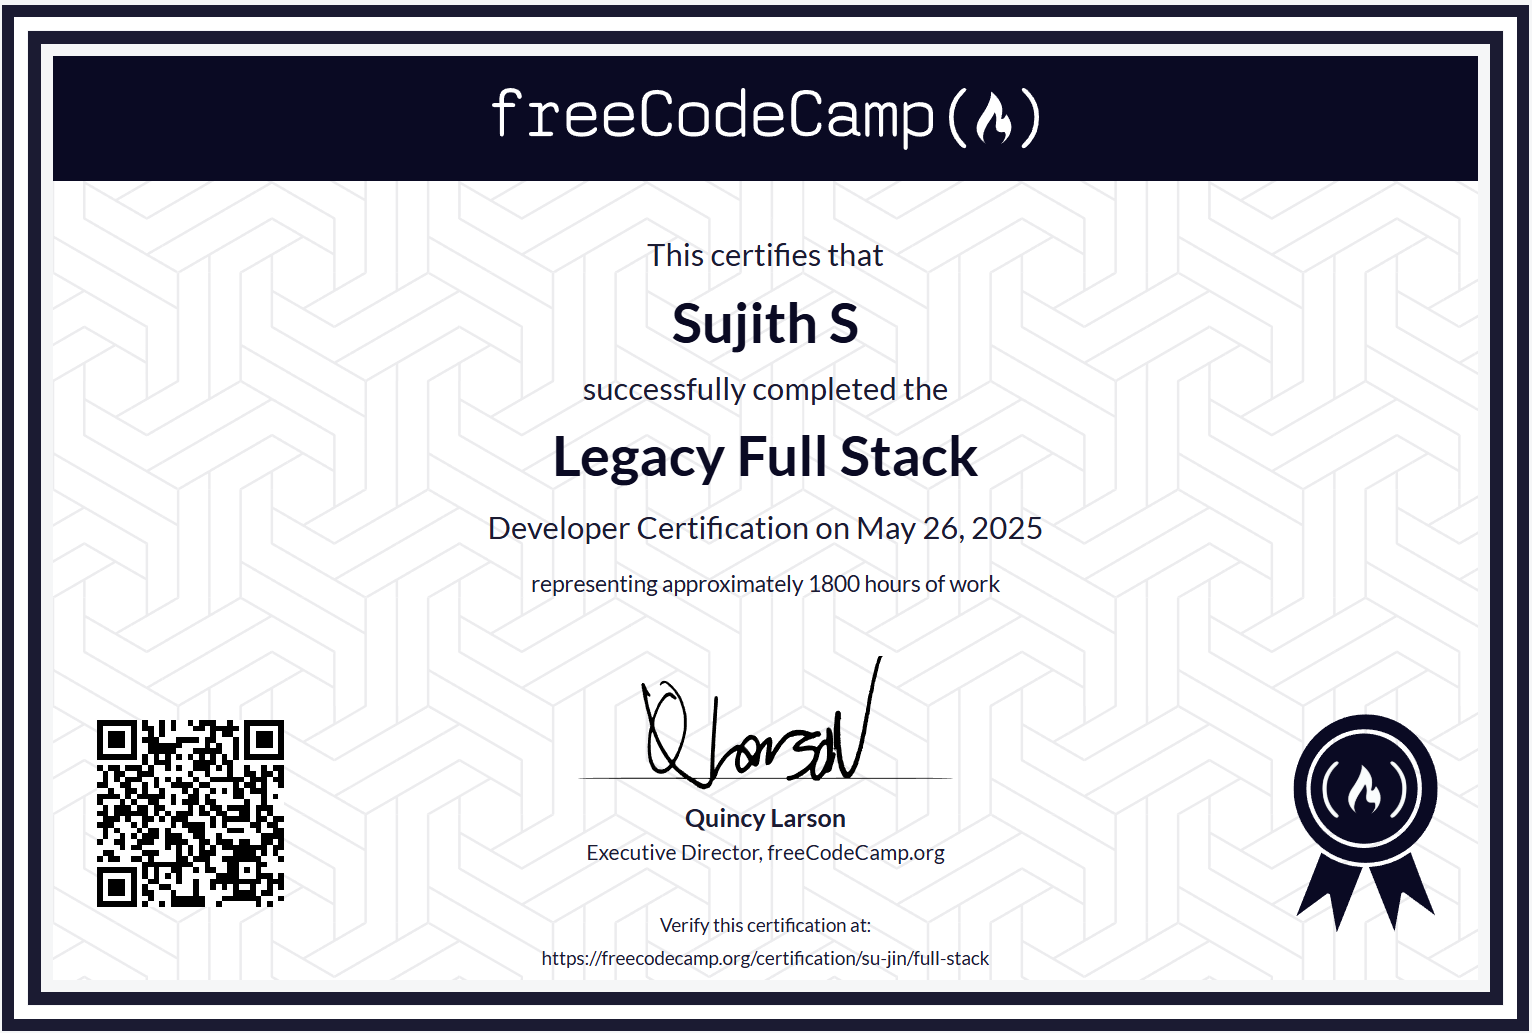 freeCodeCamp
This certifies that
Sujith S
successfully completed the
Legacy Full Stack
Developer Certification on May 26, 2025
representing approximately 1800 hours of work
Quincy Larson
Executive Director, freeCodeCamp.org
Verify this certification at:
https://freecodecamp.org/certification/su-jin/full-stack